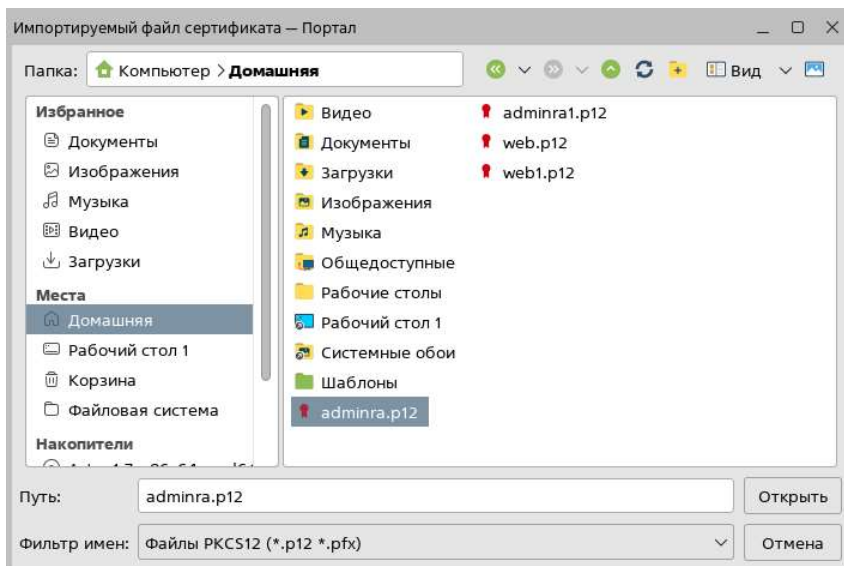 Импортируемый файл сертификата — Портал
Папка: Компьютер > Домашняя
Вид
Избранное
Документы
Изображения
Музыка
Видео
Загрузки
Места
Домашняя
Рабочий стол 1
Корзина
Файловая система
Накопители
Видео
Документы
Загрузки
Изображения
Музыка
Общедоступные
Рабочие столы
Рабочий стол 1
Системные обои
Шаблоны
adminra.p12
adminra1.p12
web.p12
web1.p12
Путь: adminra.p12
Открыть
Фильтр имен: Файлы PKCS12 (*.p12 *.pfx)
Отмена